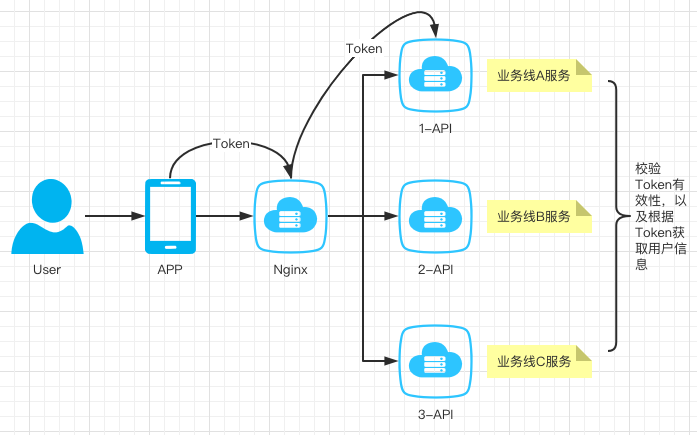 Token
1-API
业务线A服务
Token
User
APP
Nginx
2-API
业务线B服务
校验
Token有
效性，以
及根据
Token获
取用户信
息
3-API
业务线C服务